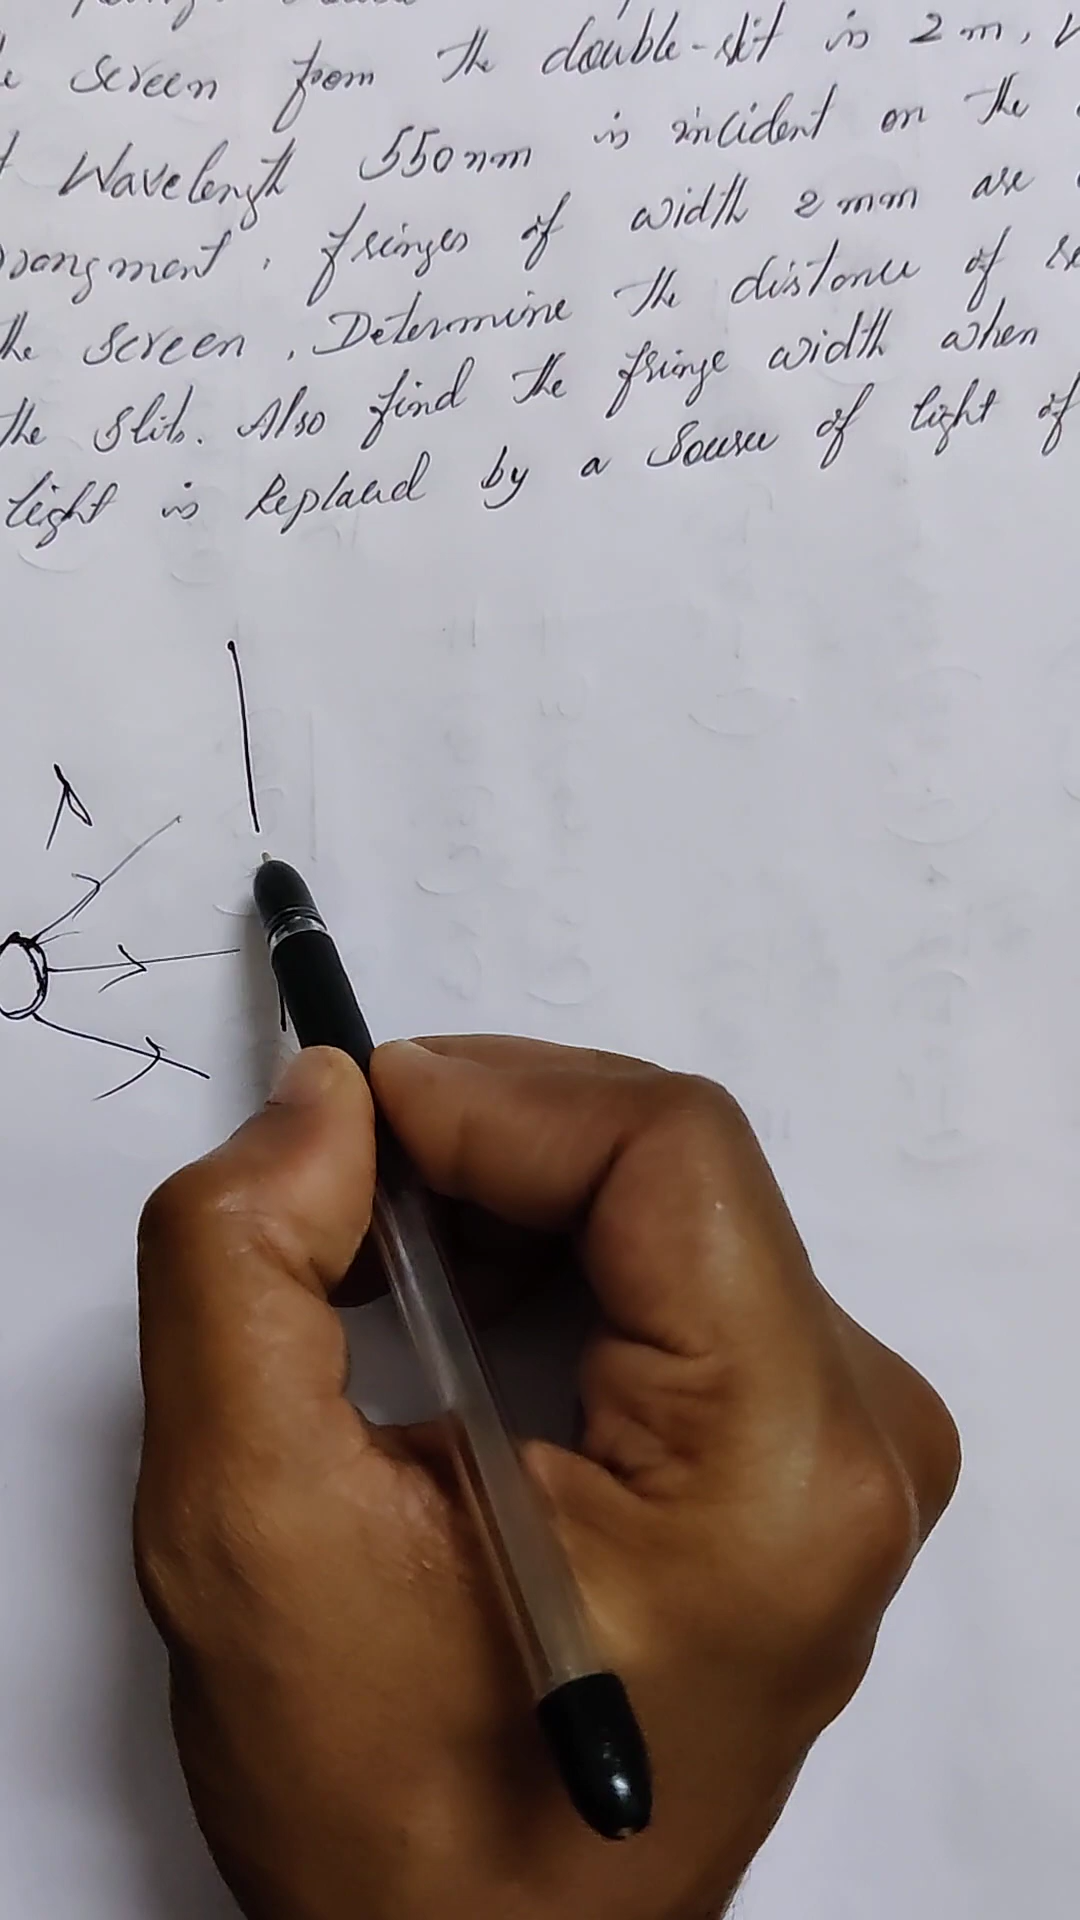 screen from the double-slit is 2 m,
Wavelength 550 nm is incident on the
fringes of width 2 mm are
the screen. Determine the distance of
the slits. Also find the fringe width when
light is Replaced by a Source of light of